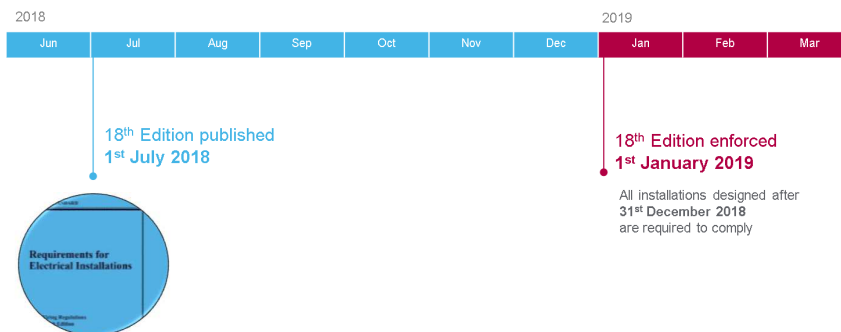 2018
2019
Jun Jul Aug Sep Oct Nov Dec Jan Feb Mar
18th Edition published
1st July 2018
18th Edition enforced
1st January 2019
All installations designed after
31st December 2018
are required to comply
Requirements for
Electrical Installations
Regulations
Edition